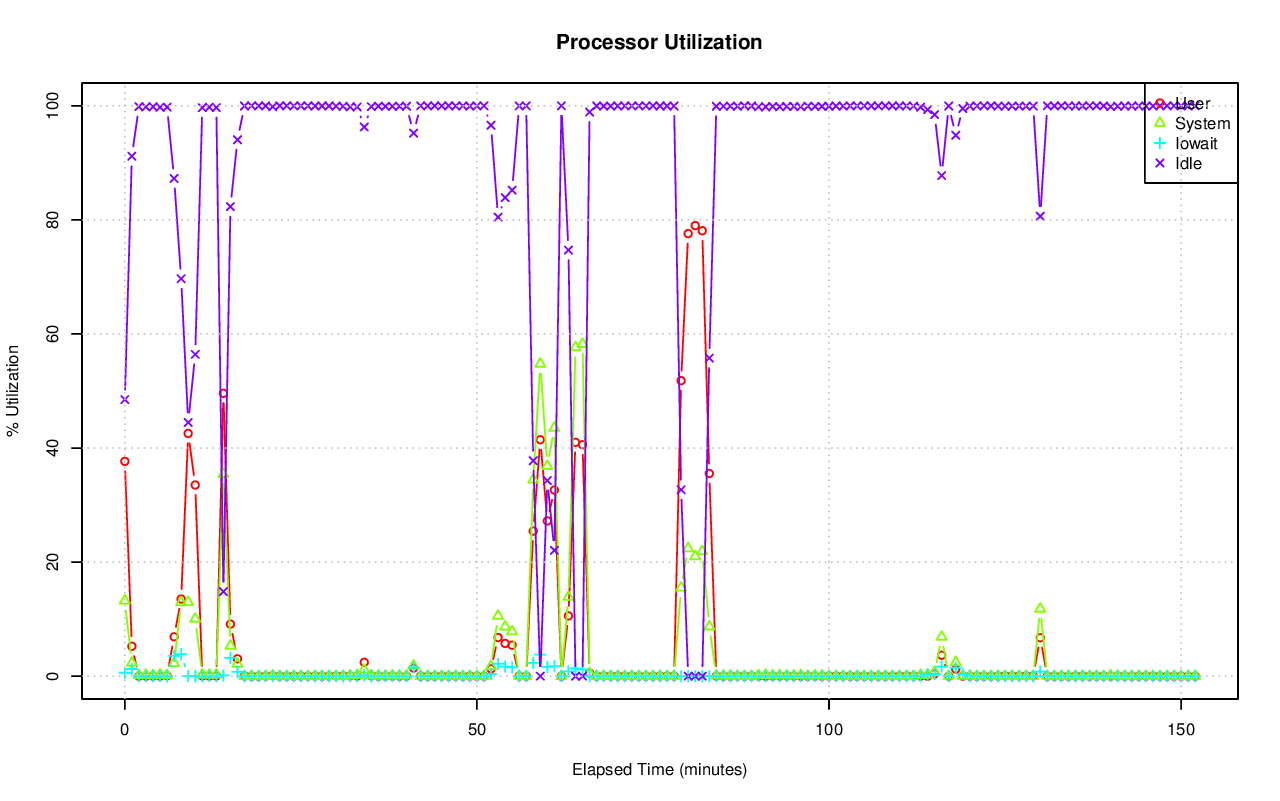 Processor Utilization
% Utilization
100
80
60
40
20
0
User
System
Iowait
Idle
0 50 100 150
Elapsed Time (minutes)